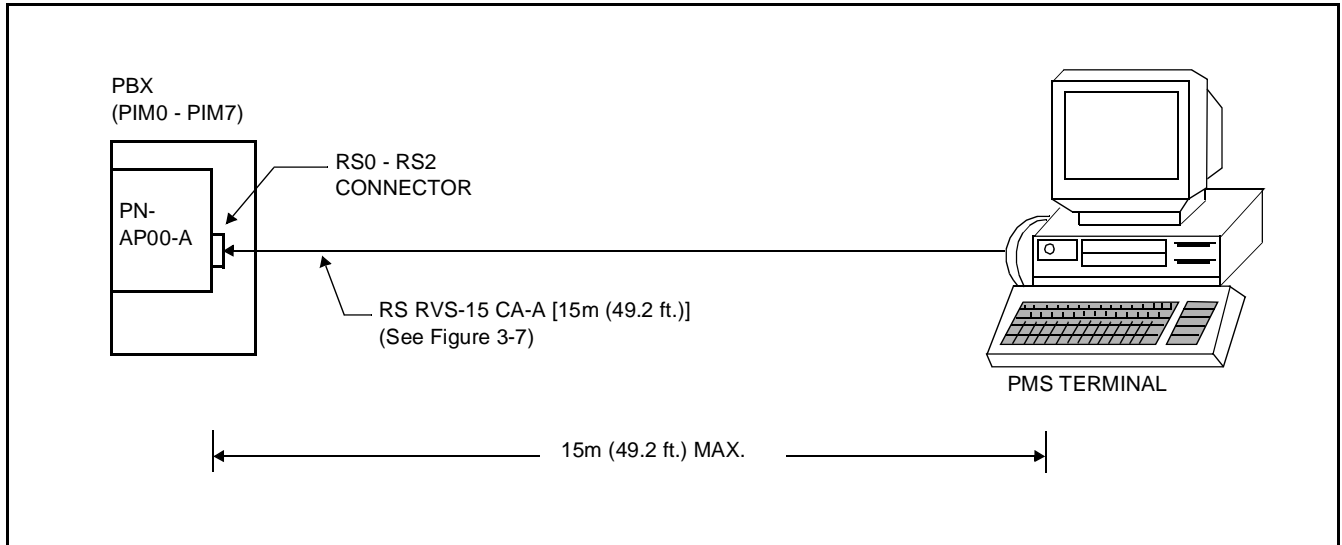 PBX
(PIM0 - PIM7)
RS0 - RS2
CONNECTOR
PN-
AP00-A
RS RVS-15 CA-A [15m (49.2 ft.)]
(See Figure 3-7)
PMS TERMINAL
15m (49.2 ft.) MAX.